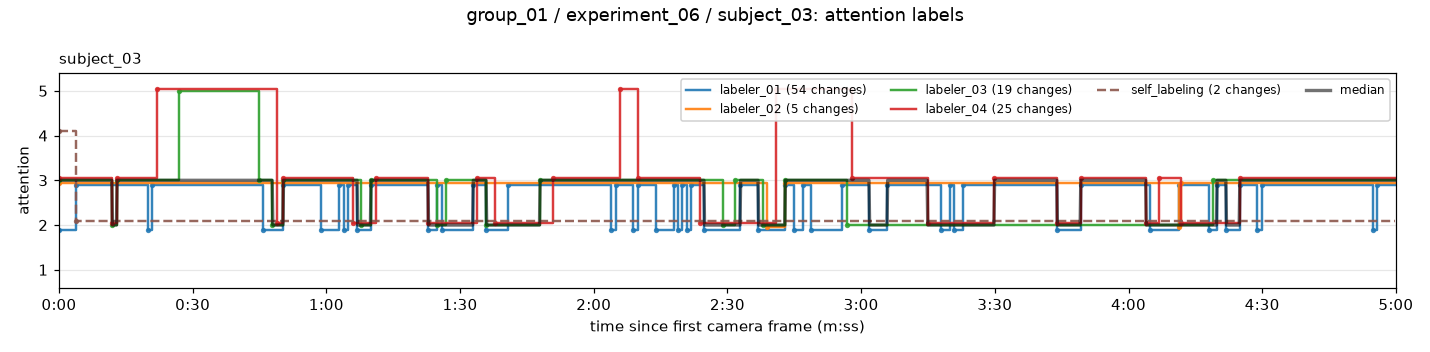 group_01 / experiment_06 / subject_03: attention labels
subject_03
labeler_01 (54 changes)
labeler_02 (5 changes)
labeler_03 (19 changes)
labeler_04 (25 changes)
self_labeling (2 changes)
median
attention
5
4
3
2
1
0:00 0:30 1:00 1:30 2:00 2:30 3:00 3:30 4:00 4:30 5:00
time since first camera frame (m:ss)